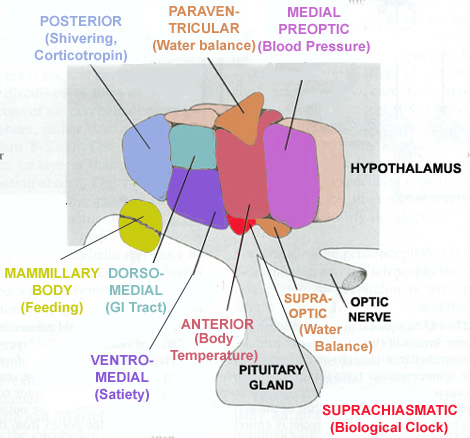 POSTERIOR
(Shivering,
Corticotropin)
PARAVEN-
TRICULAR
(Water balance)
MEDIAL
PREOPTIC
(Blood Pressure)
HYPOTHALAMUS
MAMMILLARY
BODY
(Feeding)
DORSO-
MEDIAL
(GI Tract)
VENTRO-
MEDIAL
(Satiety)
ANTERIOR
(Body
Temperature)
SUPRA-
OPTIC
(Water
Balance)
OPTIC
NERVE
PITUITARY
GLAND
SUPRACHIASMATIC
(Biological Clock)